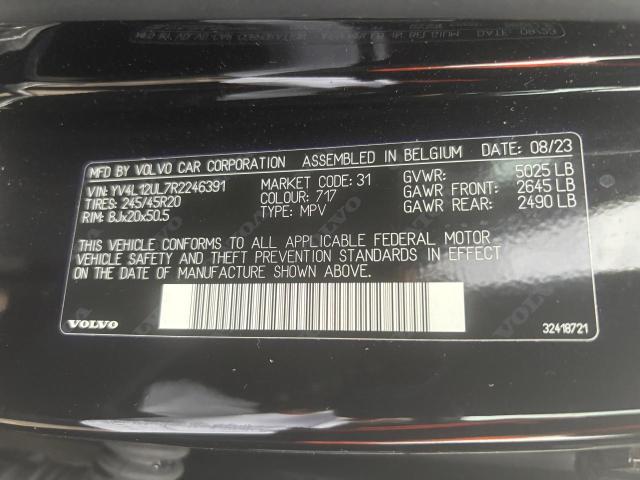 MFD BY VOLVO CAR CORPORATION ASSEMBLED IN BELGIUM DATE: 08/23
VIN: YV4L12UL7R2246391 MARKET CODE: 31 GVWR: 5025 LB
TIRES: 245/45R20 COLOUR: 717 GAWR FRONT: 2645 LB
RIM: 8Jx20x50.5 TYPE: MPV GAWR REAR: 2490 LB
THIS VEHICLE CONFORMS TO ALL APPLICABLE FEDERAL MOTOR
VEHICLE SAFETY AND THEFT PREVENTION STANDARDS IN EFFECT
ON THE DATE OF MANUFACTURE SHOWN ABOVE.
VOLVO 32418721